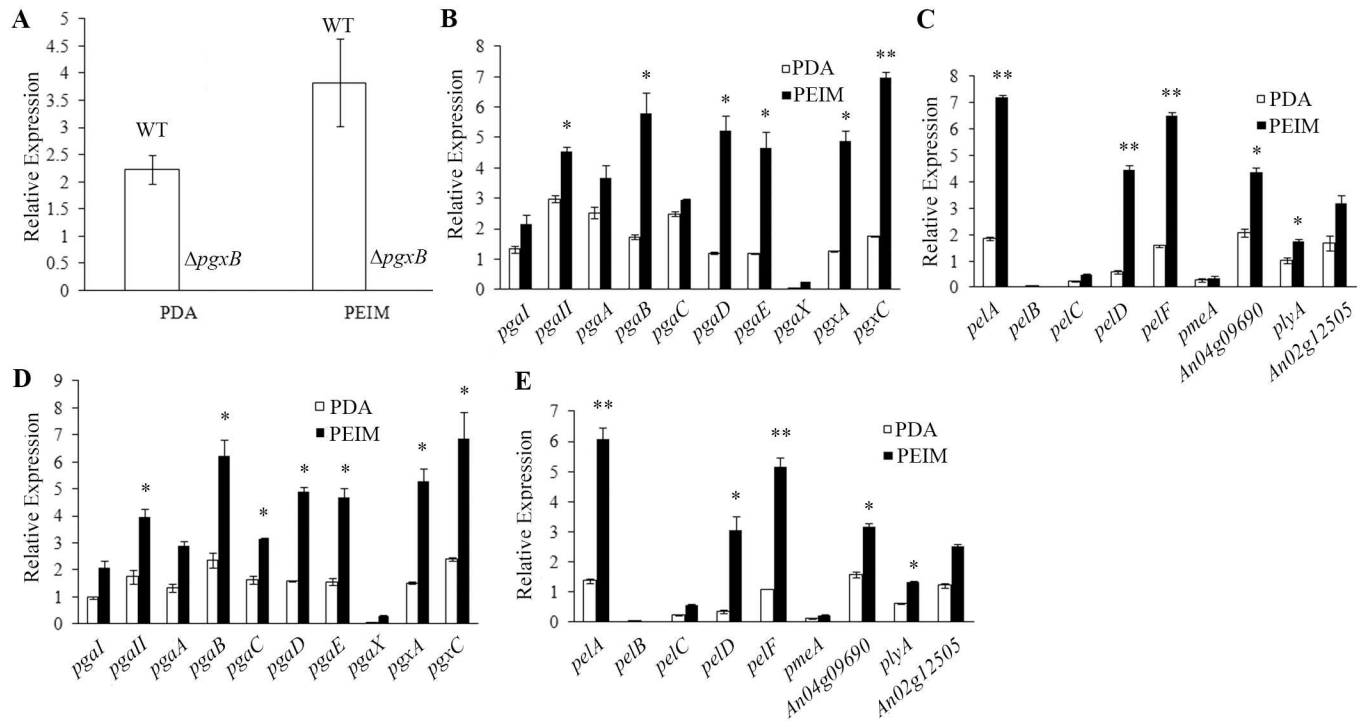 A
Relative Expression
5
4.5
4
3.5
3
2.5
2
1.5
1
0.5
0
WT
WT
ΔpgxB
ΔpgxB
PDA
PEIM
B
Relative Expression
8
7
6
5
4
3
2
1
0
PDA
PEIM
*
*
*
*
*
**
pgaI
pgaII
pgaA
pgaB
pgaC
pgaD
pgaE
pgaX
pgxA
pgxC
C
Relative Expression
8
7
6
5
4
3
2
1
0
PDA
PEIM
**
**
**
*
*
pelA
pelB
pelC
pelD
pelF
pmeA
An04g09690
plyA
An02g12505
D
Relative Expression
9
8
7
6
5
4
3
2
1
0
PDA
PEIM
*
*
*
*
*
*
*
pgaI
pgaII
pgaA
pgaB
pgaC
pgaD
pgaE
pgaX
pgxA
pgxC
E
Relative Expression
7
6
5
4
3
2
1
0
PDA
PEIM
**
*
**
*
*
pelA
pelB
pelC
pelD
pelF
pmeA
An04g09690
plyA
An02g12505